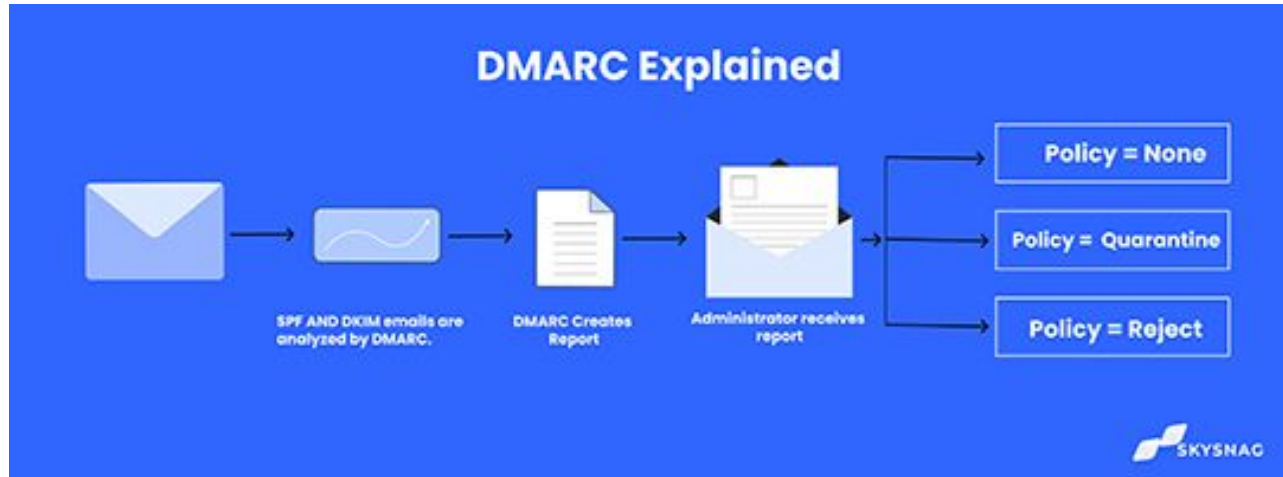 DMARC Explained
SPF AND DKIM emails are
analyzed by DMARC.
DMARC Creates
Report
Administrator receives
report
Policy = None
Policy = Quarantine
Policy = Reject
SKYSNAG